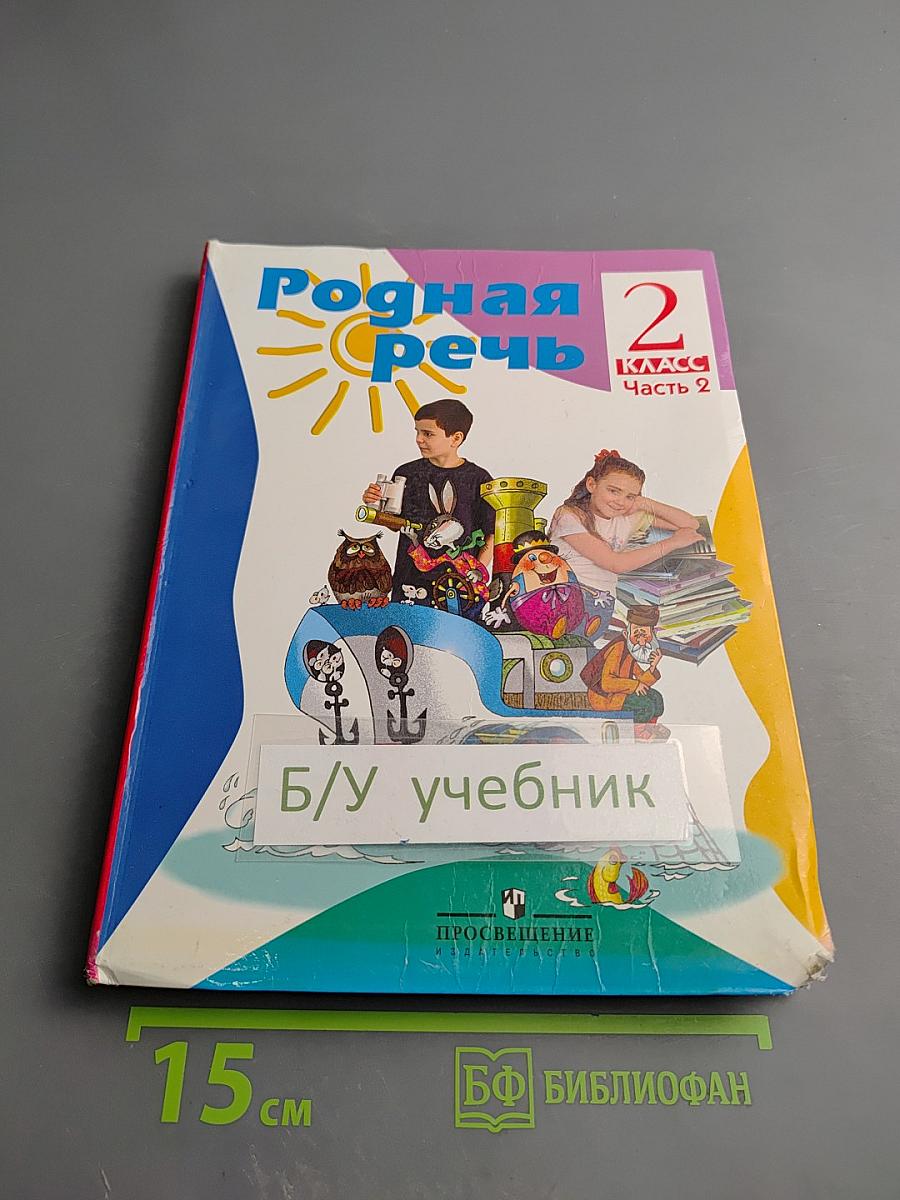 Родная
речь
2
КЛАСС
Часть 2
Б/У учебник
ПРОСВЕЩЕНИЕ
ИЗДАТЕЛЬСТВО
15 см
БФ БИБЛИОФАН